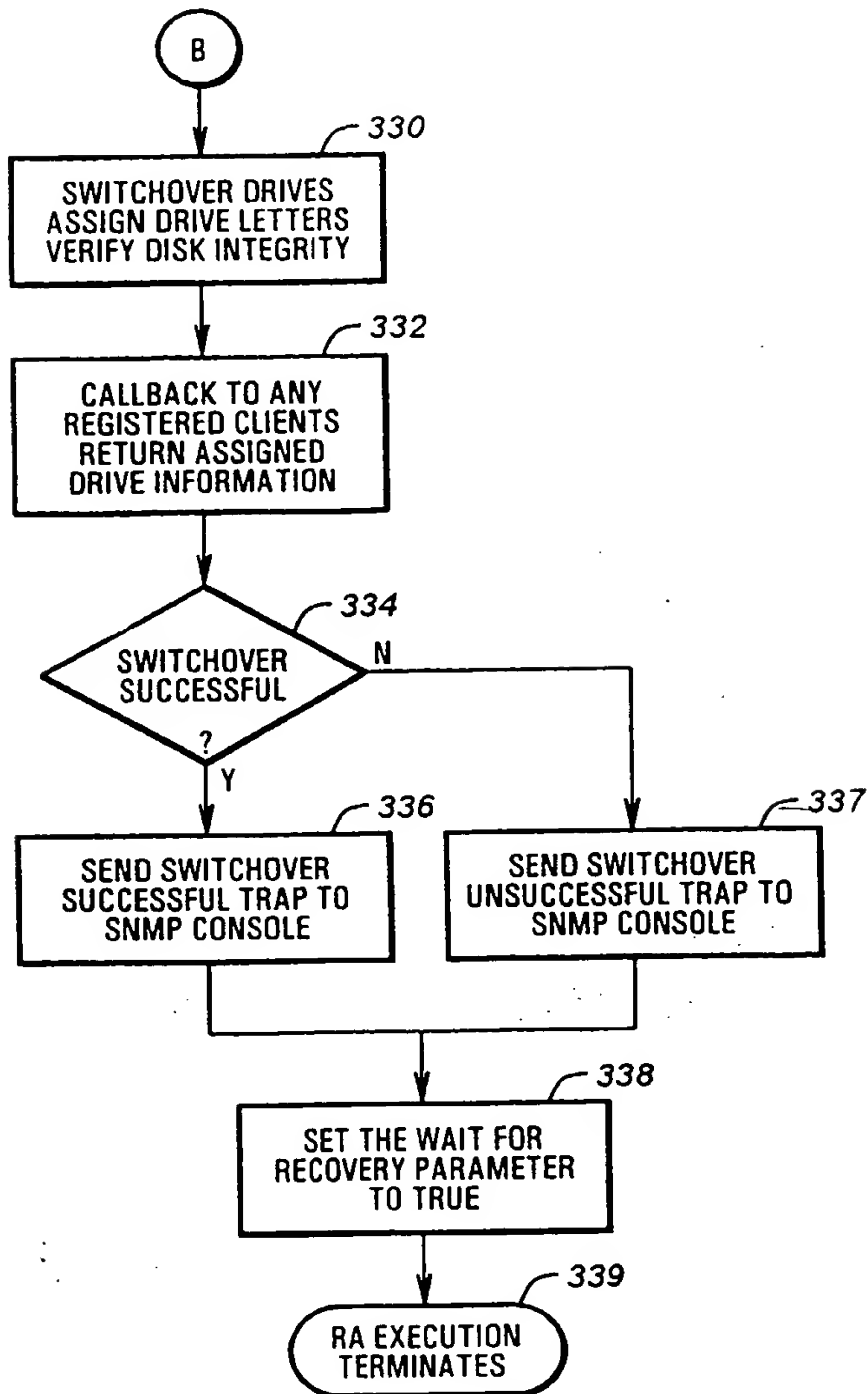 B
330
SWITCHOVER DRIVES
ASSIGN DRIVE LETTERS
VERIFY DISK INTEGRITY
332
CALLBACK TO ANY
REGISTERED CLIENTS
RETURN ASSIGNED
DRIVE INFORMATION
334
SWITCHOVER
SUCCESSFUL
?
N
Y
336
SEND SWITCHOVER
SUCCESSFUL TRAP TO
SNMP CONSOLE
337
SEND SWITCHOVER
UNSUCCESSFUL TRAP TO
SNMP CONSOLE
338
SET THE WAIT FOR
RECOVERY PARAMETER
TO TRUE
339
RA EXECUTION
TERMINATES